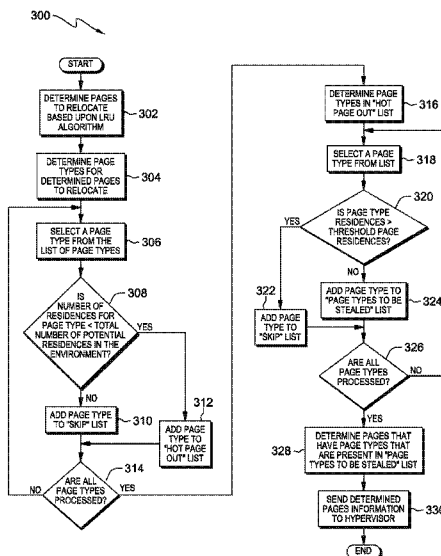 300
START
DETERMINE PAGES
TO RELOCATE
BASED UPON LRU
ALGORITHM
302
DETERMINE PAGE
TYPES FOR
DETERMINED PAGES
TO RELOCATE
304
SELECT A PAGE
TYPE FROM THE
LIST OF PAGE TYPES
306
IS
NUMBER OF
RESIDENCES FOR
PAGE TYPE < TOTAL
NUMBER OF POTENTIAL
RESIDENCES IN THE
ENVIRONMENT?
308
YES
NO
ADD PAGE TYPE
TO "SKIP" LIST
310
312
ADD PAGE
TYPE TO
"HOT PAGE
OUT" LIST
314
ARE ALL
PAGE TYPES
PROCESSED?
NO
YES
DETERMINE PAGE
TYPES IN "HOT
PAGE OUT" LIST
316
SELECT A PAGE
TYPE FROM LIST
318
320
IS PAGE TYPE
RESIDENCES >
THRESHOLD PAGE
RESIDENCES?
YES
NO
322
ADD PAGE
TYPE TO
"SKIP" LIST
ADD PAGE TYPE TO
"PAGE TYPES TO BE
STEALED" LIST
324
326
ARE ALL
PAGE TYPES
PROCESSED?
NO
YES
328
DETERMINE PAGES THAT
HAVE PAGE TYPES THAT
ARE PRESENT IN "PAGE
TYPES TO BE STEALED" LIST
SEND DETERMINED
PAGES INFORMATION
TO HYPERVISOR
330
END